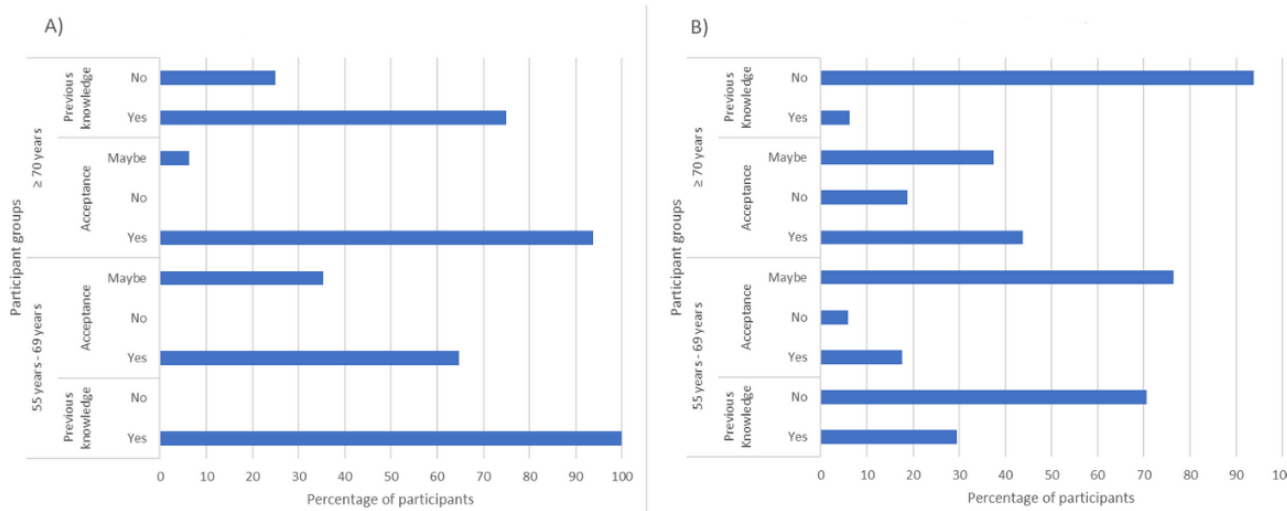 A)
Participant groups
≥ 70 years
Previous knowledge
No
Yes
Acceptance
Maybe
No
Yes
55 years - 69 years
Acceptance
Maybe
No
Yes
Previous knowledge
No
Yes
0 10 20 30 40 50 60 70 80 90 100
Percentage of participants
B)
Participant groups
≥ 70 years
Previous Knowledge
No
Yes
Acceptance
Maybe
No
Yes
55 years - 69 years
Acceptance
Maybe
No
Yes
Previous Knowledge
No
Yes
0 10 20 30 40 50 60 70 80 90 100
Percentage of participants